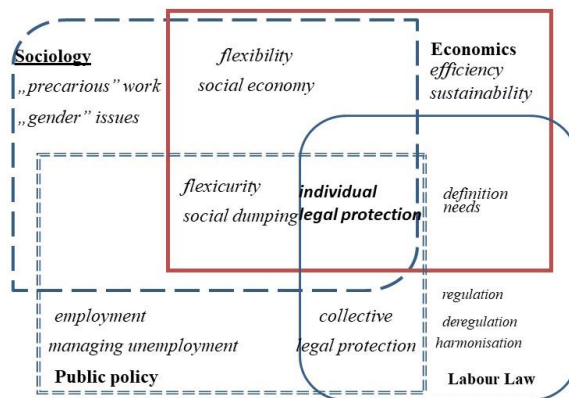 Sociology
„precarious” work
„gender” issues
flexibility
social economy
Economics
efficiency
sustainability
flexicurity
social dumping
individual
legal protection
definition
needs
employment
managing unemployment
Public policy
collective
legal protection
regulation
deregulation
harmonisation
Labour Law